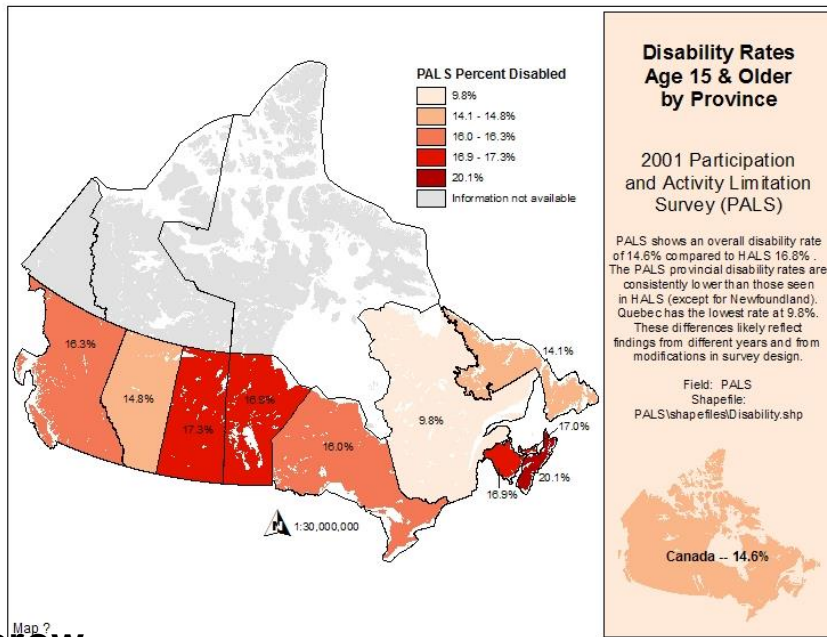 PALS Percent Disabled
9.8%
14.1 - 14.8%
16.0 - 16.3%
16.9 - 17.3%
20.1%
Information not available
16.3%
14.8%
17.3%
16.9%
16.0%
9.8%
14.1%
17.0%
20.1%
16.9%
N 1:30,000,000
Map ?
Disability Rates
Age 15 & Older
by Province
2001 Participation
and Activity Limitation
Survey (PALS)
PALS shows an overall disability rate
of 14.6% compared to HALS 16.8% .
The PALS provincial disability rates are
consistently lower than those seen
in HALS (except for Newfoundland).
Quebec has the lowest rate at 9.8%.
These differences likely reflect
findings from different years and from
modifications in survey design.
Field: PALS
Shapefile:
PALS\shapefiles\Disability.shp
Canada -- 14.6%